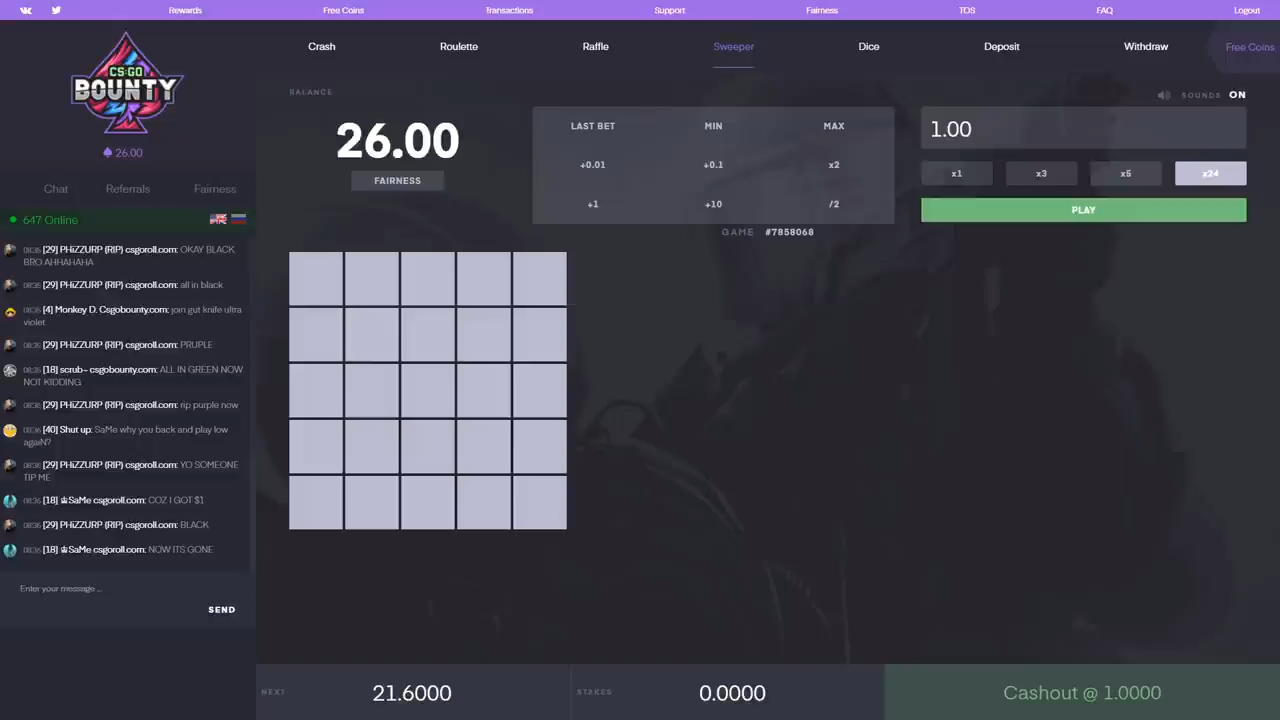 Rewards Free Coins Transactions Support Fairness TOS FAQ Logout
CS:GO
BOUNTY
26.00
Crash Roulette Raffle Sweeper Dice Deposit Withdraw Free Coins
Chat Referrals Fairness
647 Online
08:35 [29] PHiZZURP (RIP) csgoroll.com: OKAY BLACK
BRO AHHAHAHA
08:35 [29] PHiZZURP (RIP) csgoroll.com: all in black
08:35 [4] Monkey D. Csgobounty.com: join gut knife ultra
violet
08:35 [29] PHiZZURP (RIP) csgoroll.com: PRUPLE
08:35 [18] scrub~ csgobounty.com: ALL IN GREEN NOW
NOT KIDDING
08:35 [29] PHiZZURP (RIP) csgoroll.com: rip purple now
08:35 [40] Shut up: SaMe why you back and play low
agaiN?
08:35 [29] PHiZZURP (RIP) csgoroll.com: YO SOMEONE
TIP ME
08:36 [18] ♚SaMe csgoroll.com: COZ I GOT $1
08:36 [29] PHiZZURP (RIP) csgoroll.com: BLACK
08:36 [18] ♚SaMe csgoroll.com: NOW ITS GONE
Enter your message ...
SEND
BALANCE
26.00
FAIRNESS
LAST BET MIN MAX
+0.01 +0.1 x2
+1 +10 /2
GAME #7858068
SOUNDS ON
1.00
x1 x3 x5 x24
PLAY
NEXT 21.6000
STAKES 0.0000
Cashout @ 1.0000